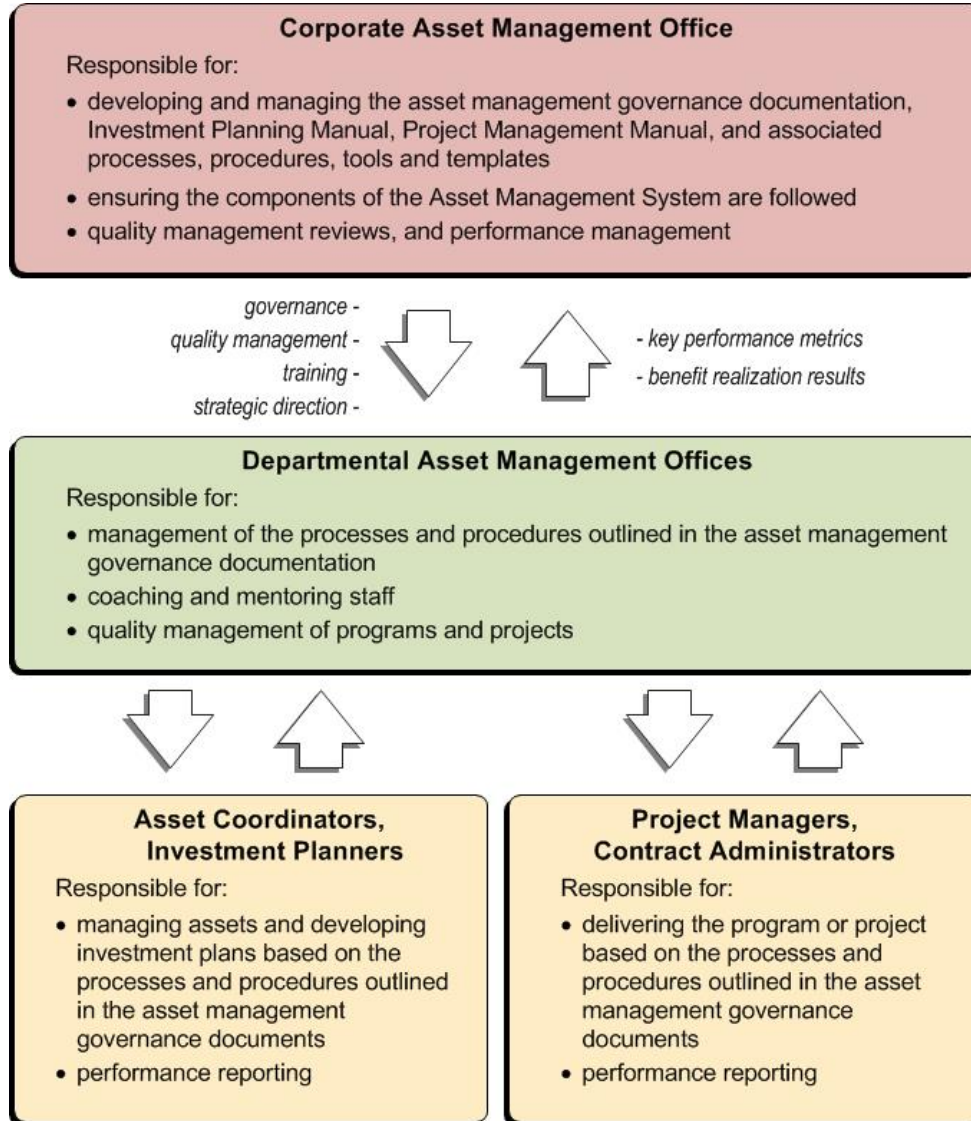 Corporate Asset Management Office
Responsible for:
• developing and managing the asset management governance documentation,
Investment Planning Manual, Project Management Manual, and associated
processes, procedures, tools and templates
• ensuring the components of the Asset Management System are followed
• quality management reviews, and performance management
governance -
quality management -
training -
strategic direction -
- key performance metrics
- benefit realization results
Departmental Asset Management Offices
Responsible for:
• management of the processes and procedures outlined in the asset management
governance documentation
• coaching and mentoring staff
• quality management of programs and projects
Asset Coordinators,
Investment Planners
Responsible for:
• managing assets and developing
investment plans based on the
processes and procedures outlined
in the asset management
governance documents
• performance reporting
Project Managers,
Contract Administrators
Responsible for:
• delivering the program or project
based on the processes and
procedures outlined in the asset
management governance
documents
• performance reporting